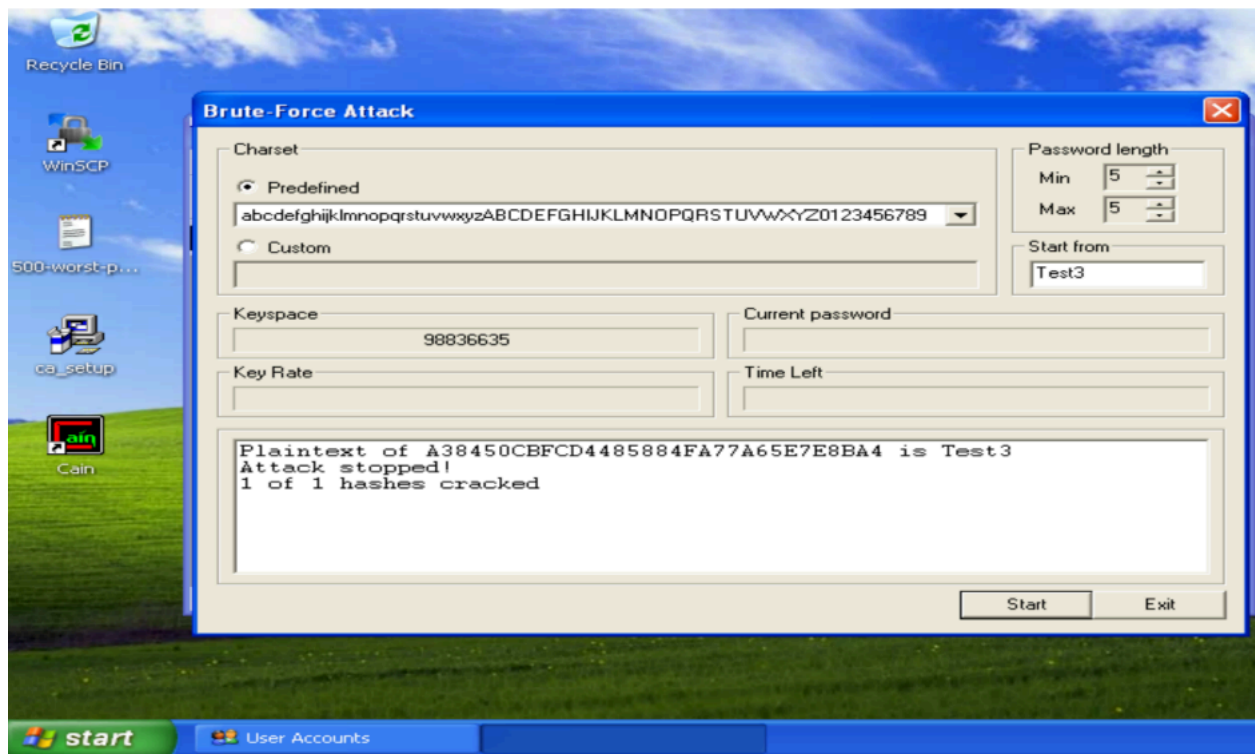 Recycle Bin
WinSCP
500-worst-p...
ca_setup
Caín
Cain
Brute-Force Attack
Charset
Predefined
abcdefghijklmnopqrstuvwxyzABCDEFGHIJKLMNOPQRSTUVWXYZ0123456789
Custom
Password length
Min 5
Max 5
Start from
Test3
Keyspace
98836635
Current password
Key Rate
Time Left
Plaintext of A38450CBFCD4485884FA77A65E7E8BA4 is Test3
Attack stopped!
1 of 1 hashes cracked
Start
Exit
start
User Accounts